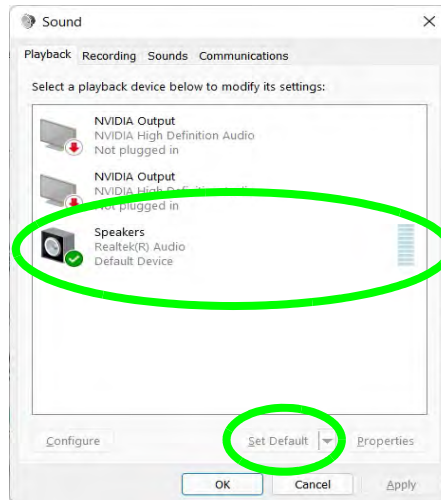 Sound
Playback Recording Sounds Communications
Select a playback device below to modify its settings:
NVIDIA Output
NVIDIA High Definition Audio
Not plugged in
NVIDIA Output
NVIDIA High Definition Audio
Not plugged in
Speakers
Realtek(R) Audio
Default Device
Configure Set Default Properties
OK Cancel Apply